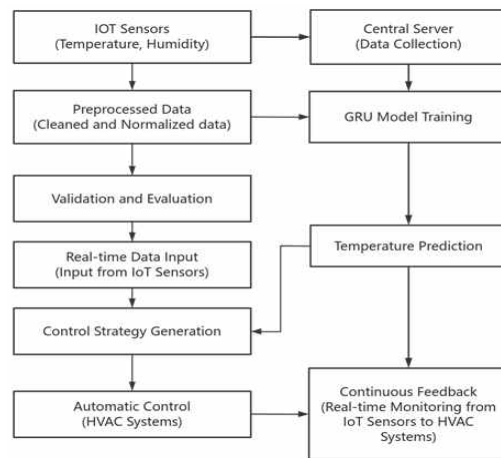 IOT Sensors
(Temperature, Humidity)
Central Server
(Data Collection)
Preprocessed Data
(Cleaned and Normalized data)
GRU Model Training
Validation and Evaluation
Real-time Data Input
(Input from IoT Sensors)
Temperature Prediction
Control Strategy Generation
Automatic Control
(HVAC Systems)
Continuous Feedback
(Real-time Monitoring from
IoT Sensors to HVAC
Systems)